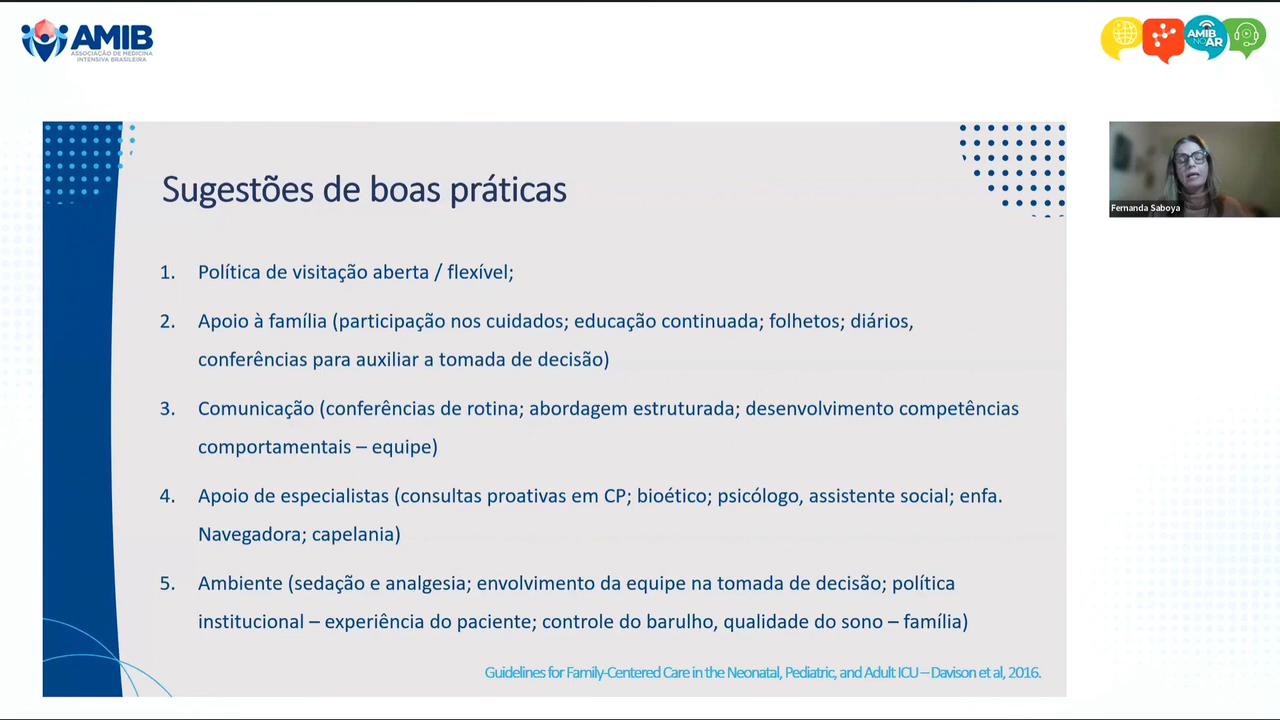 AMIB
ASSOCIAÇÃO DE MEDICINA
INTENSIVA BRASILEIRA
AMIB
NO AR
Sugestões de boas práticas
Fernanda Saboya
1. Política de visitação aberta / flexível;
2. Apoio à família (participação nos cuidados; educação continuada; folhetos; diários,
conferências para auxiliar a tomada de decisão)
3. Comunicação (conferências de rotina; abordagem estruturada; desenvolvimento competências
comportamentais – equipe)
4. Apoio de especialistas (consultas proativas em CP; bioético; psicólogo, assistente social; enfa.
Navegadora; capelania)
5. Ambiente (sedação e analgesia; envolvimento da equipe na tomada de decisão; política
institucional – experiência do paciente; controle do barulho, qualidade do sono – família)
Guidelines for Family-Centered Care in the Neonatal, Pediatric, and Adult ICU – Davison et al, 2016.